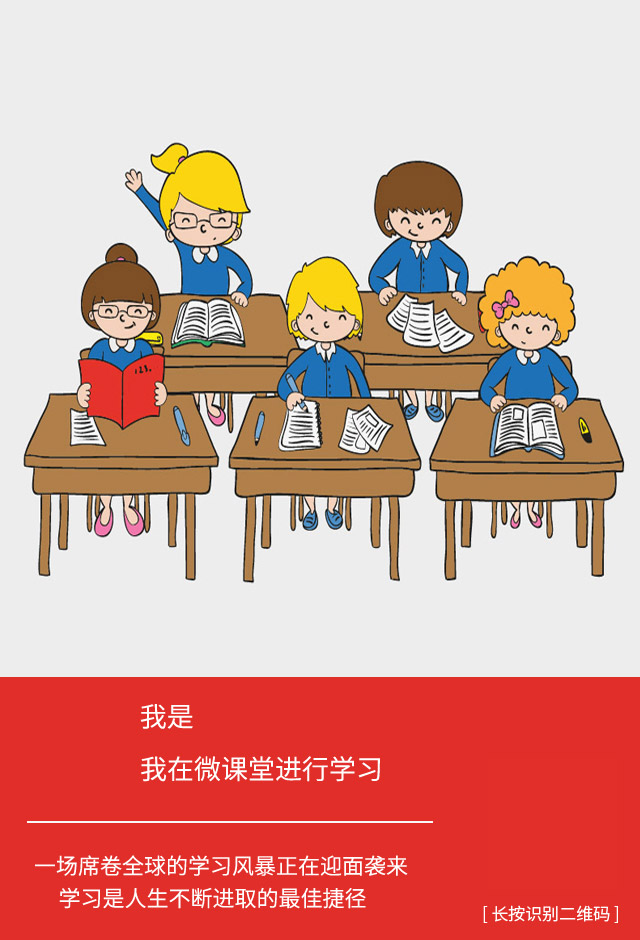 123.
我是
我在微课堂进行学习
一场席卷全球的学习风暴正在迎面袭来
学习是人生不断进取的最佳捷径
[ 长按识别二维码 ]